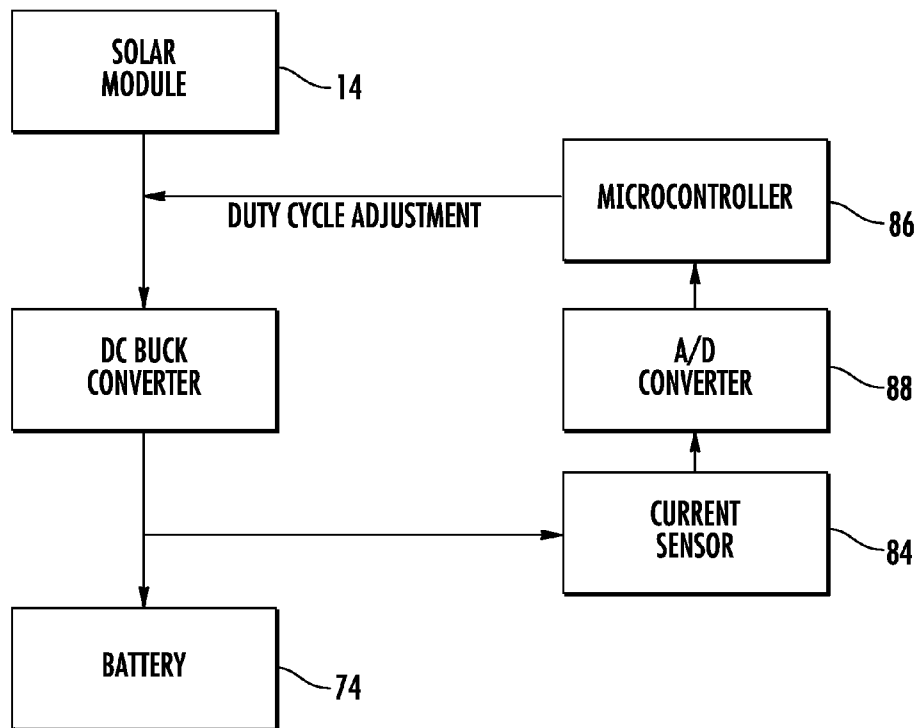 SOLAR
MODULE
14
MICROCONTROLLER
86
DUTY CYCLE ADJUSTMENT
DC BUCK
CONVERTER
A/D
CONVERTER
88
CURRENT
SENSOR
84
BATTERY
74